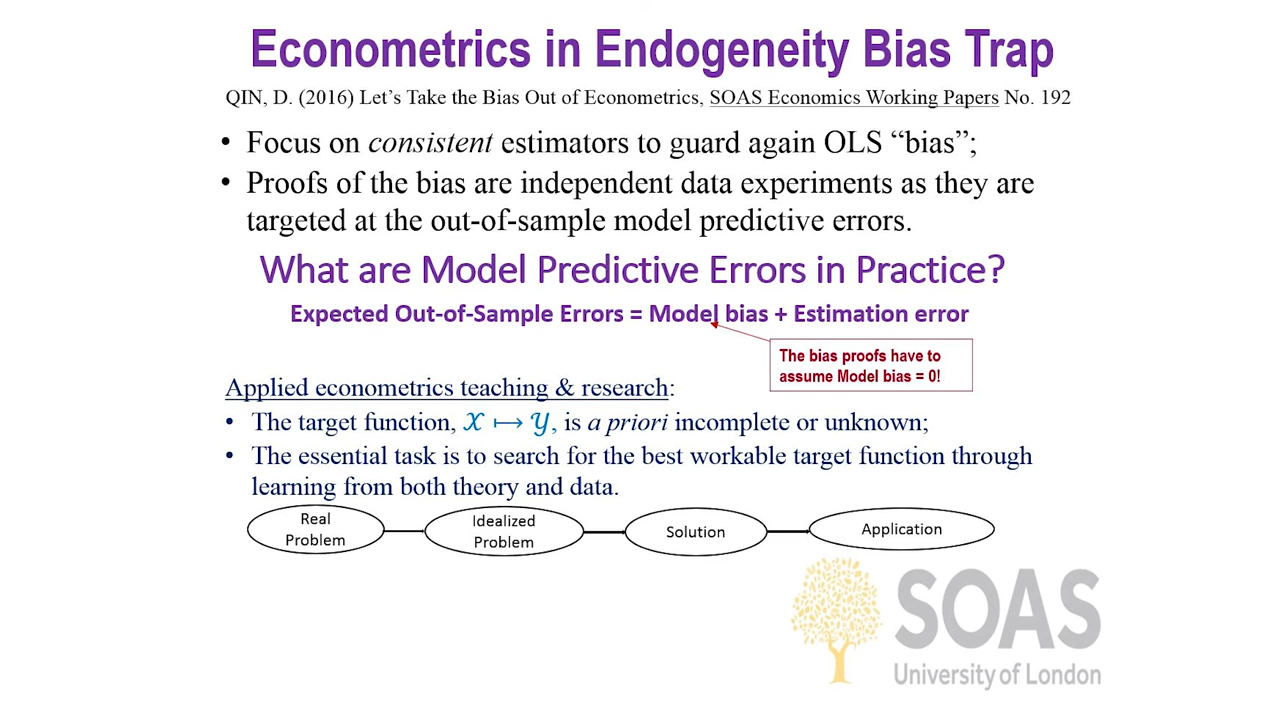 Econometrics in Endogeneity Bias Trap
QIN, D. (2016) Let's Take the Bias Out of Econometrics, SOAS Economics Working Papers No. 192
• Focus on consistent estimators to guard again OLS “bias”;
• Proofs of the bias are independent data experiments as they are
targeted at the out-of-sample model predictive errors.
What are Model Predictive Errors in Practice?
Expected Out-of-Sample Errors = Model bias + Estimation error
The bias proofs have to
assume Model bias = 0!
Applied econometrics teaching & research:
• The target function, 𝒳 ⟼ 𝒴, is a priori incomplete or unknown;
• The essential task is to search for the best workable target function through
learning from both theory and data.
Real
Problem
Idealized
Problem
Solution
Application
SOAS
University of London